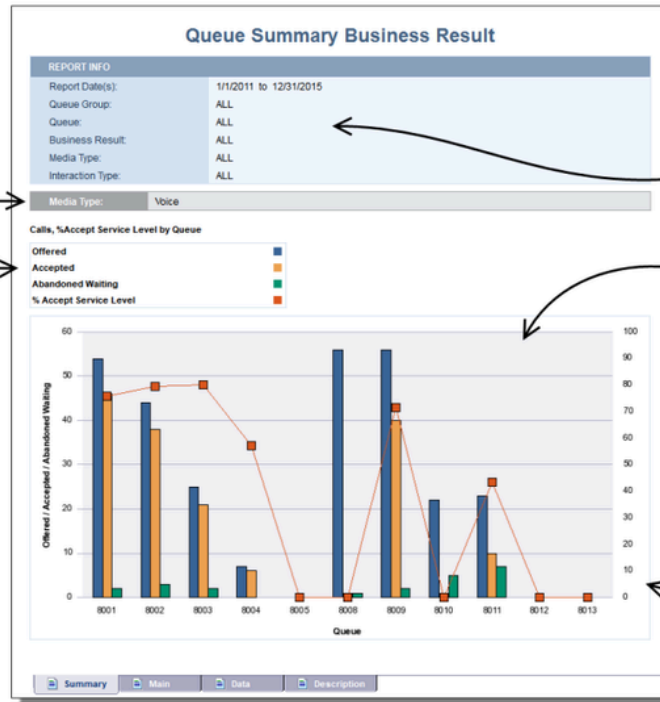 Queue Summary Business Result
REPORT INFO
Report Date(s): 1/1/2011 to 12/31/2015
Queue Group: ALL
Queue: ALL
Business Result: ALL
Media Type: ALL
Interaction Type: ALL
Media Type: Voice
Calls, %Accept Service Level by Queue
Offered
Accepted
Abandoned Waiting
% Accept Service Level
Offered / Accepted / Abandoned Waiting
60
50
40
30
20
10
0
100
90
80
70
60
50
40
30
20
10
0
8001 8002 8003 8004 8005 8008 8009 8010 8011 8012 8013
Queue
Summary Main Data Description